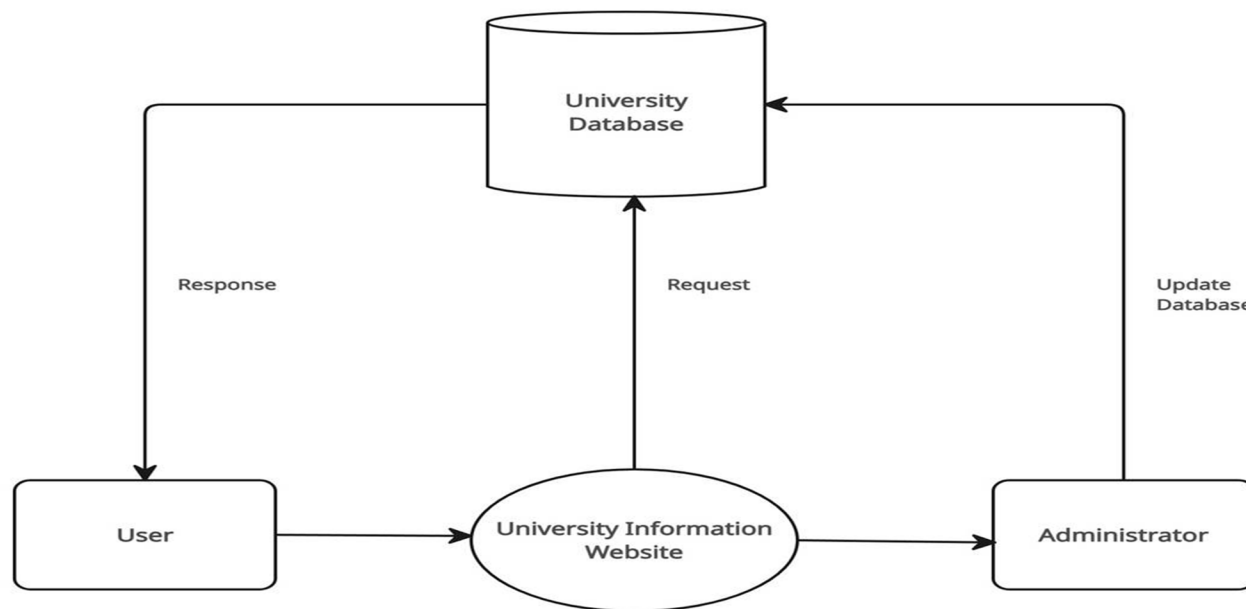 University
Database
Response
Request
Update
Database
User
University Information
Website
Administrator